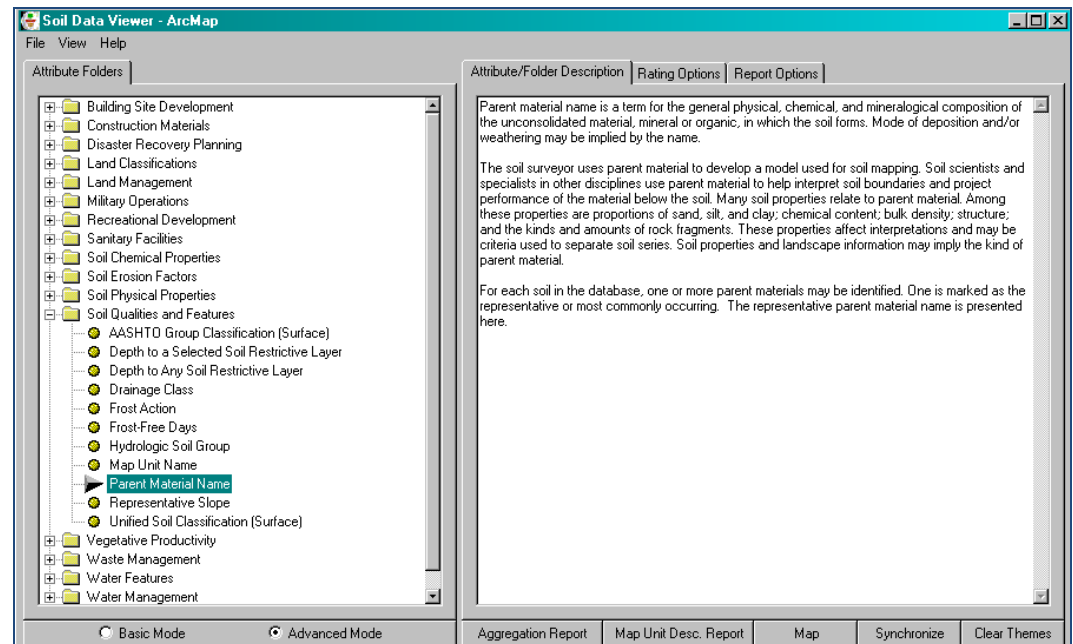 Soil Data Viewer - ArcMap
File View Help
Attribute Folders
Building Site Development
Construction Materials
Disaster Recovery Planning
Land Classifications
Land Management
Military Operations
Recreational Development
Sanitary Facilities
Soil Chemical Properties
Soil Erosion Factors
Soil Physical Properties
Soil Qualities and Features
AASHTO Group Classification (Surface)
Depth to a Selected Soil Restrictive Layer
Depth to Any Soil Restrictive Layer
Drainage Class
Frost Action
Frost-Free Days
Hydrologic Soil Group
Map Unit Name
Parent Material Name
Representative Slope
Unified Soil Classification (Surface)
Vegetative Productivity
Waste Management
Water Features
Water Management
Basic Mode Advanced Mode
Attribute/Folder Description Rating Options Report Options
Parent material name is a term for the general physical, chemical, and mineralogical composition of
the unconsolidated material, mineral or organic, in which the soil forms. Mode of deposition and/or
weathering may be implied by the name.
The soil surveyor uses parent material to develop a model used for soil mapping. Soil scientists and
specialists in other disciplines use parent material to help interpret soil boundaries and project
performance of the material below the soil. Many soil properties relate to parent material. Among
these properties are proportions of sand, silt, and clay; chemical content; bulk density; structure;
and the kinds and amounts of rock fragments. These properties affect interpretations and may be
criteria used to separate soil series. Soil properties and landscape information may imply the kind of
parent material.
For each soil in the database, one or more parent materials may be identified. One is marked as the
representative or most commonly occurring. The representative parent material name is presented
here.
Aggregation Report Map Unit Desc. Report Map Synchronize Clear Themes